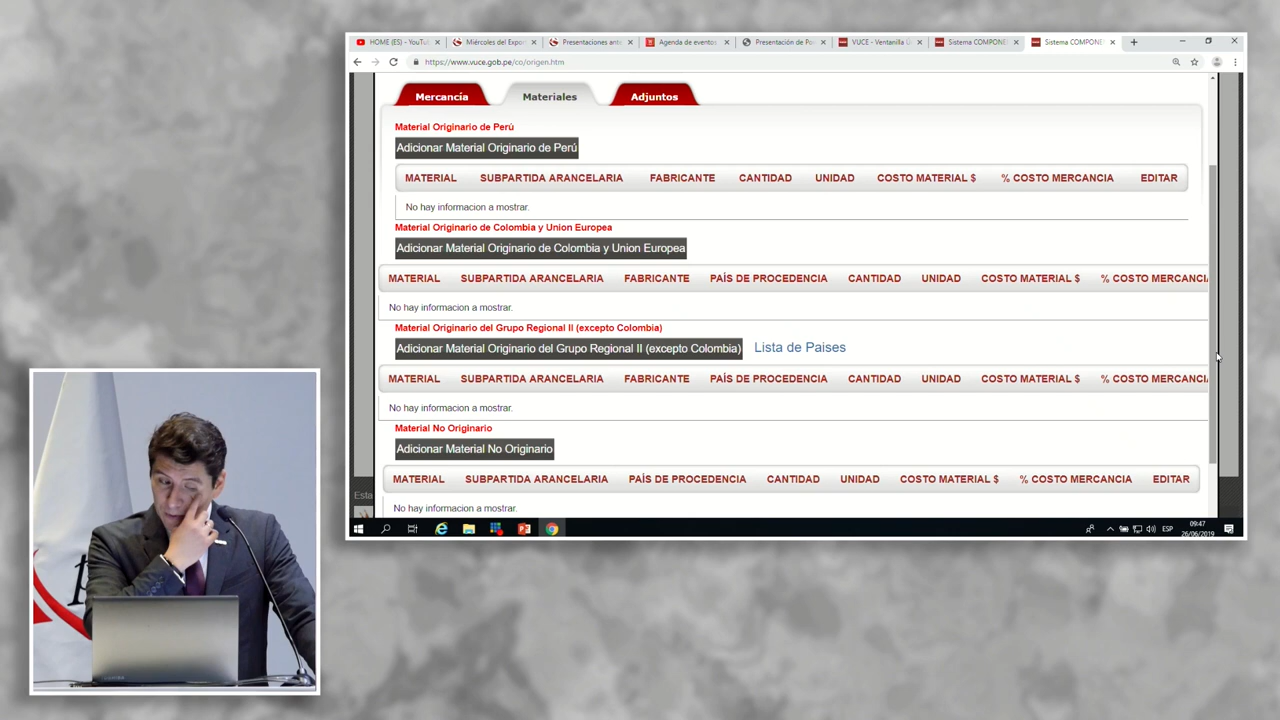 HOME (ES) - YouTu
Miércoles del Expor
Presentaciones ante
Agenda de eventos
Presentación de Po
VUCE - Ventanilla U
Sistema COMPONE
Sistema COMPONE
https://www.vuce.gob.pe/co/origen.htm
Mercancía Materiales Adjuntos
Material Originario de Perú
Adicionar Material Originario de Perú
MATERIAL SUBPARTIDA ARANCELARIA FABRICANTE CANTIDAD UNIDAD COSTO MATERIAL $ % COSTO MERCANCIA EDITAR
No hay informacion a mostrar.
Material Originario de Colombia y Union Europea
Adicionar Material Originario de Colombia y Union Europea
MATERIAL SUBPARTIDA ARANCELARIA FABRICANTE PAÍS DE PROCEDENCIA CANTIDAD UNIDAD COSTO MATERIAL $ % COSTO MERCANCIA
No hay informacion a mostrar.
Material Originario del Grupo Regional II (excepto Colombia)
Adicionar Material Originario del Grupo Regional II (excepto Colombia) Lista de Paises
MATERIAL SUBPARTIDA ARANCELARIA FABRICANTE PAÍS DE PROCEDENCIA CANTIDAD UNIDAD COSTO MATERIAL $ % COSTO MERCANCIA
No hay informacion a mostrar.
Material No Originario
Adicionar Material No Originario
MATERIAL SUBPARTIDA ARANCELARIA PAÍS DE PROCEDENCIA CANTIDAD UNIDAD COSTO MATERIAL $ % COSTO MERCANCIA EDITAR
Esta
No hay informacion a mostrar.
ESP
09:47
26/06/2019